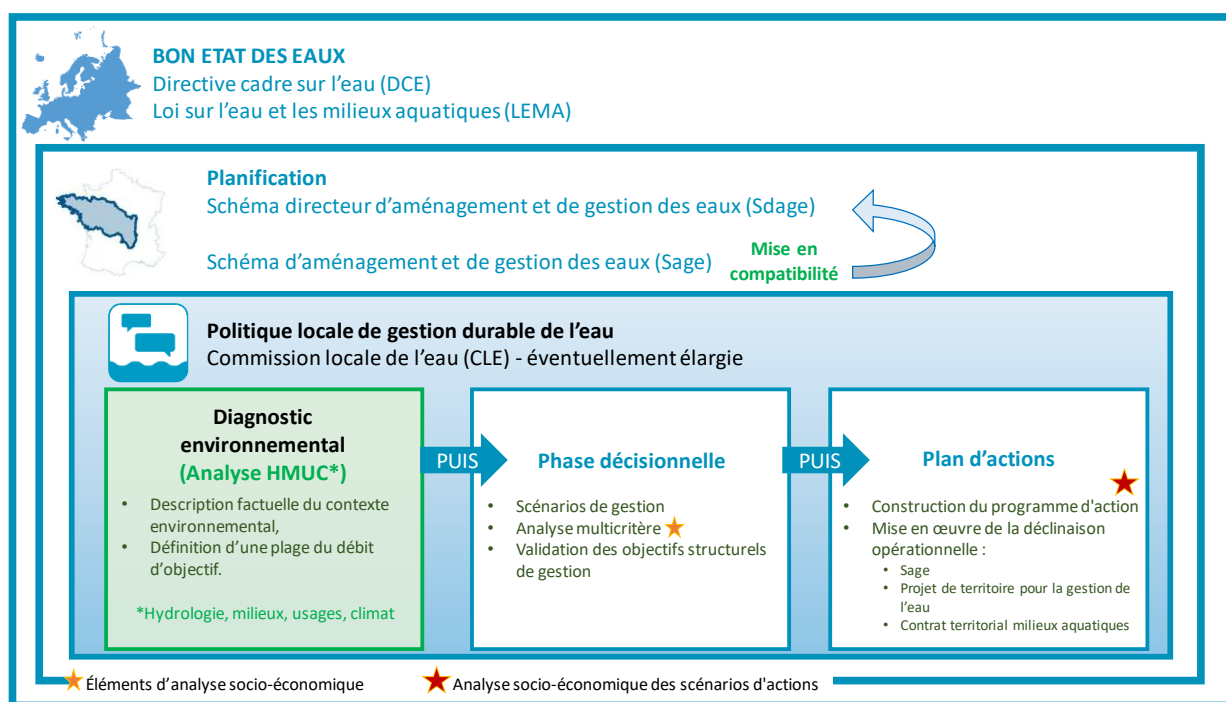 BON ETAT DES EAUX
Directive cadre sur l'eau (DCE)
Loi sur l'eau et les milieux aquatiques (LEMA)
Planification
Schéma directeur d'aménagement et de gestion des eaux (Sdage)
Schéma d'aménagement et de gestion des eaux (Sage)
Mise en
compatibilité
Politique locale de gestion durable de l'eau
Commission locale de l'eau (CLE) - éventuellement élargie
Diagnostic
environnemental
(Analyse HMUC*)
• Description factuelle du contexte
environnemental,
• Définition d'une plage du débit
d'objectif.
*Hydrologie, milieux, usages, climat
PUIS
Phase décisionnelle
• Scénarios de gestion
• Analyse multicritère
• Validation des objectifs structurels
de gestion
PUIS
Plan d'actions
• Construction du programme d'action
• Mise en œuvre de la déclinaison
opérationnelle :
• Sage
• Projet de territoire pour la gestion de
l'eau
• Contrat territorial milieux aquatiques
Éléments d'analyse socio-économique
Analyse socio-économique des scénarios d'actions